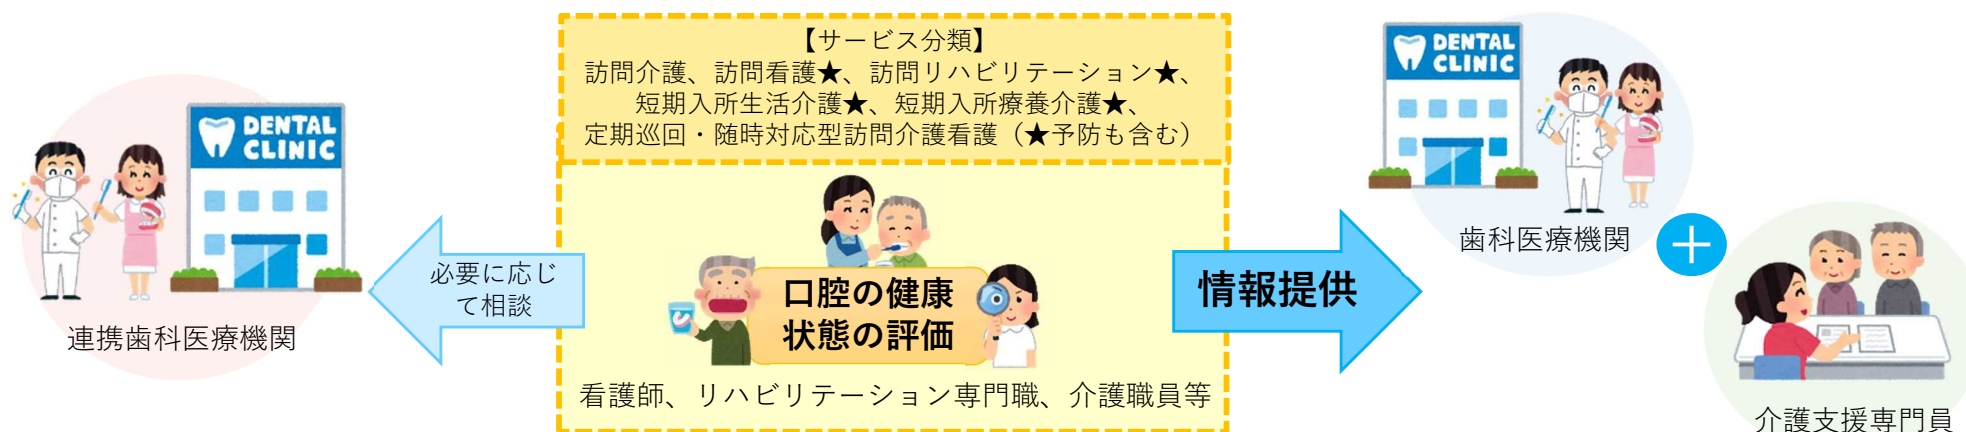 DENTAL
CLINIC
連携歯科医療機関
必要に応じ
て相談
【サービス分類】
訪問介護、訪問看護★、訪問リハビリテーション★、
短期入所生活介護★、短期入所療養介護★、
定期巡回・随時対応型訪問介護看護（★予防も含む）
口腔の健康
状態の評価
看護師、リハビリテーション専門職、介護職員等
情報提供
DENTAL
CLINIC
歯科医療機関
＋
介護支援専門員